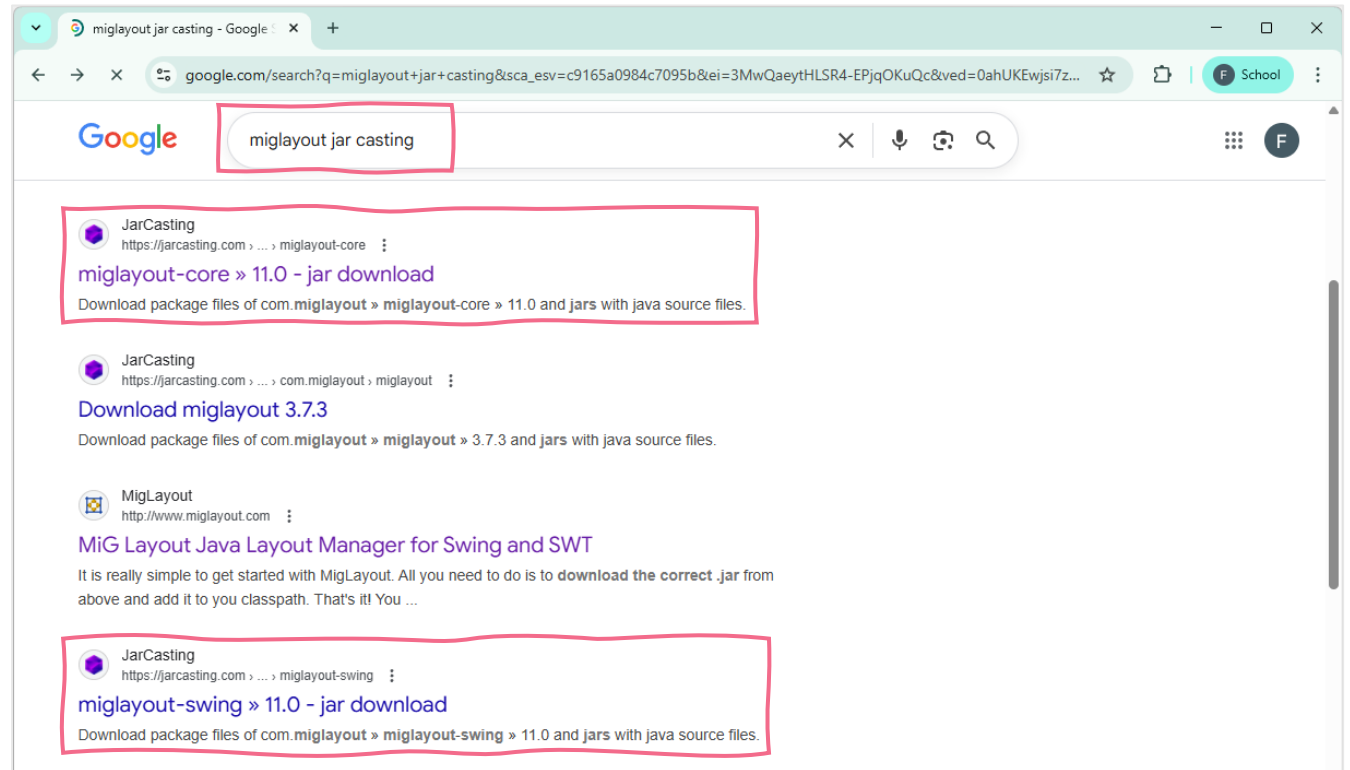 miglayout jar casting - Google S
google.com/search?q=miglayout+jar+casting&sca_esv=c9165a0984c7095b&ei=3MwQaeytHLSR4-EPjqOKuQc&ved=0ahUKEwjsi7z...
F School
Google
miglayout jar casting
F
JarCasting
https://jarcasting.com › ... › miglayout-core
miglayout-core » 11.0 - jar download
Download package files of com.miglayout » miglayout-core » 11.0 and jars with java source files.
JarCasting
https://jarcasting.com › ... › com.miglayout › miglayout
Download miglayout 3.7.3
Download package files of com.miglayout » miglayout » 3.7.3 and jars with java source files.
MigLayout
http://www.miglayout.com
MiG Layout Java Layout Manager for Swing and SWT
It is really simple to get started with MigLayout. All you need to do is to download the correct .jar from
above and add it to you classpath. That's it! You ...
JarCasting
https://jarcasting.com › ... › miglayout-swing
miglayout-swing » 11.0 - jar download
Download package files of com.miglayout » miglayout-swing » 11.0 and jars with java source files.